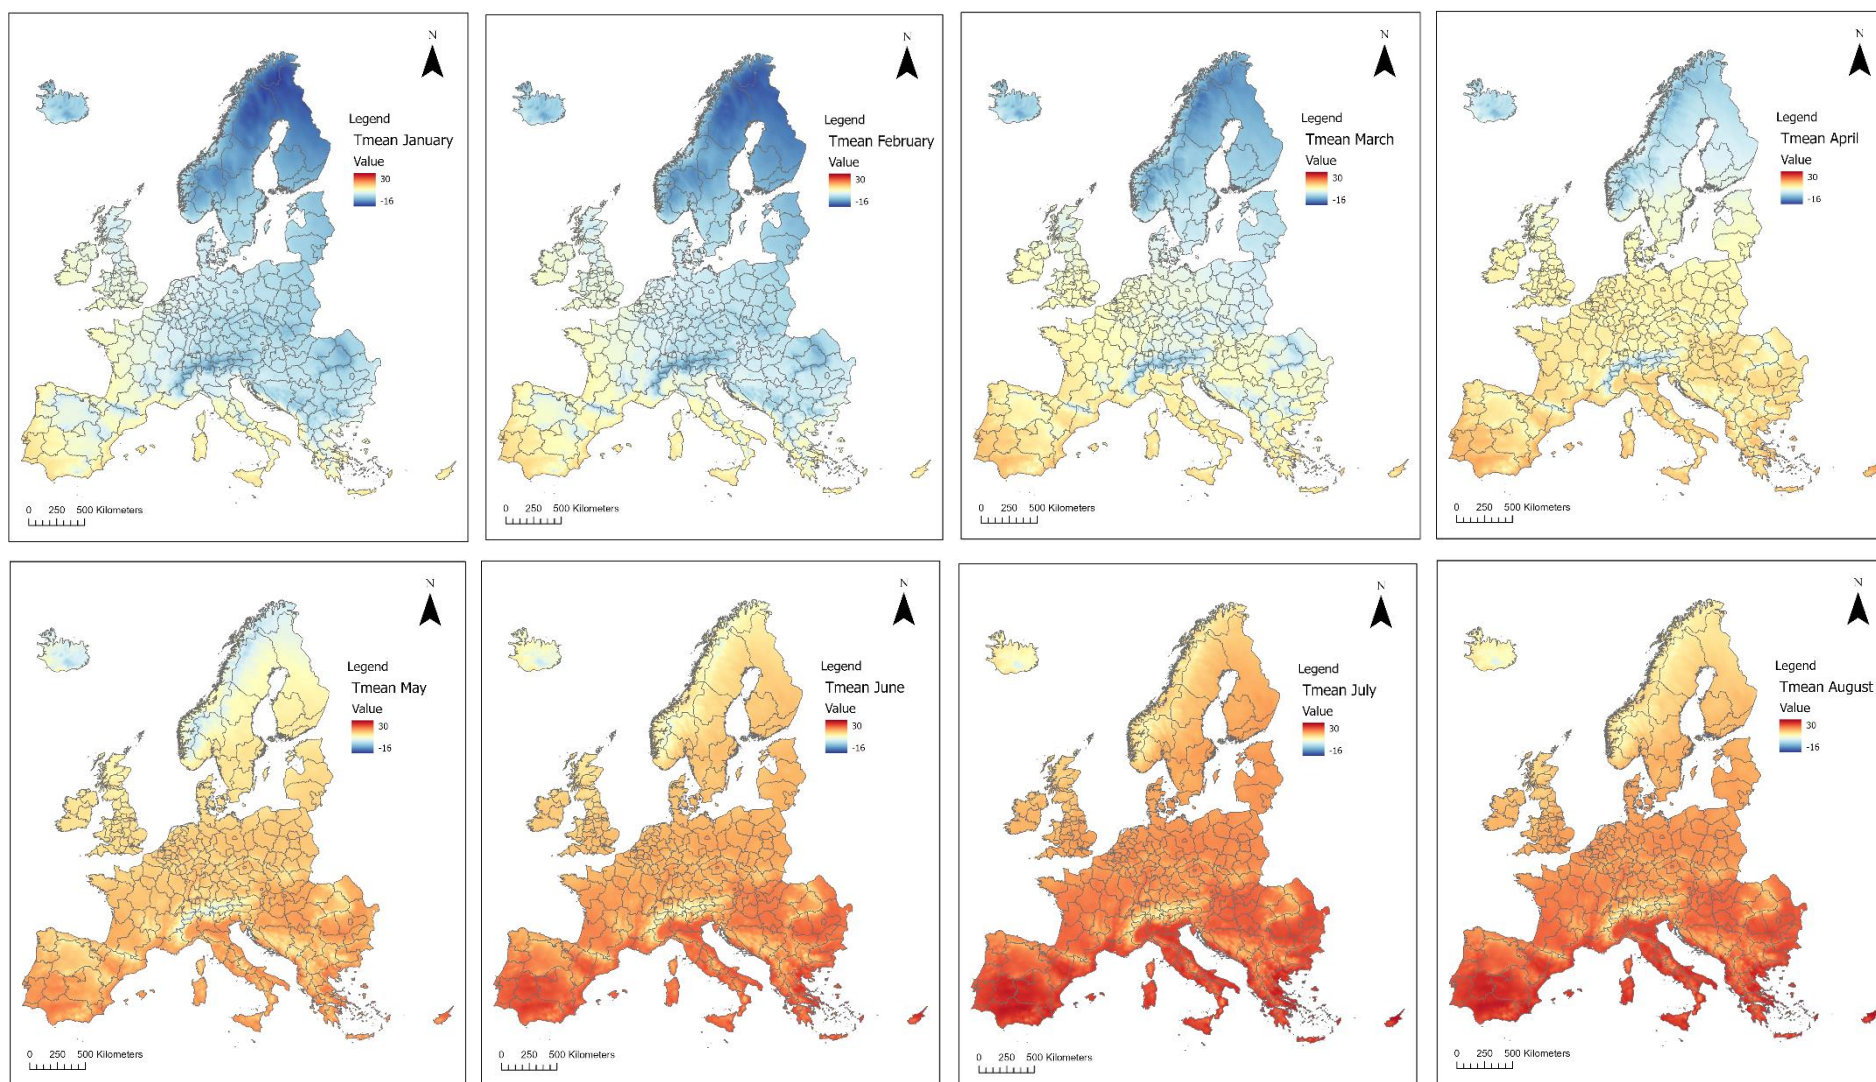 N
Legend
Tmean January
Value
30
-16
0 250 500 Kilometers
N
Legend
Tmean February
Value
30
-16
0 250 500 Kilometers
N
Legend
Tmean March
Value
30
-16
0 250 500 Kilometers
N
Legend
Tmean April
Value
30
-16
0 250 500 Kilometers
N
Legend
Tmean May
Value
30
-16
0 250 500 Kilometers
N
Legend
Tmean June
Value
30
-16
0 250 500 Kilometers
N
Legend
Tmean July
Value
30
-16
0 250 500 Kilometers
N
Legend
Tmean August
Value
30
-16
0 250 500 Kilometers